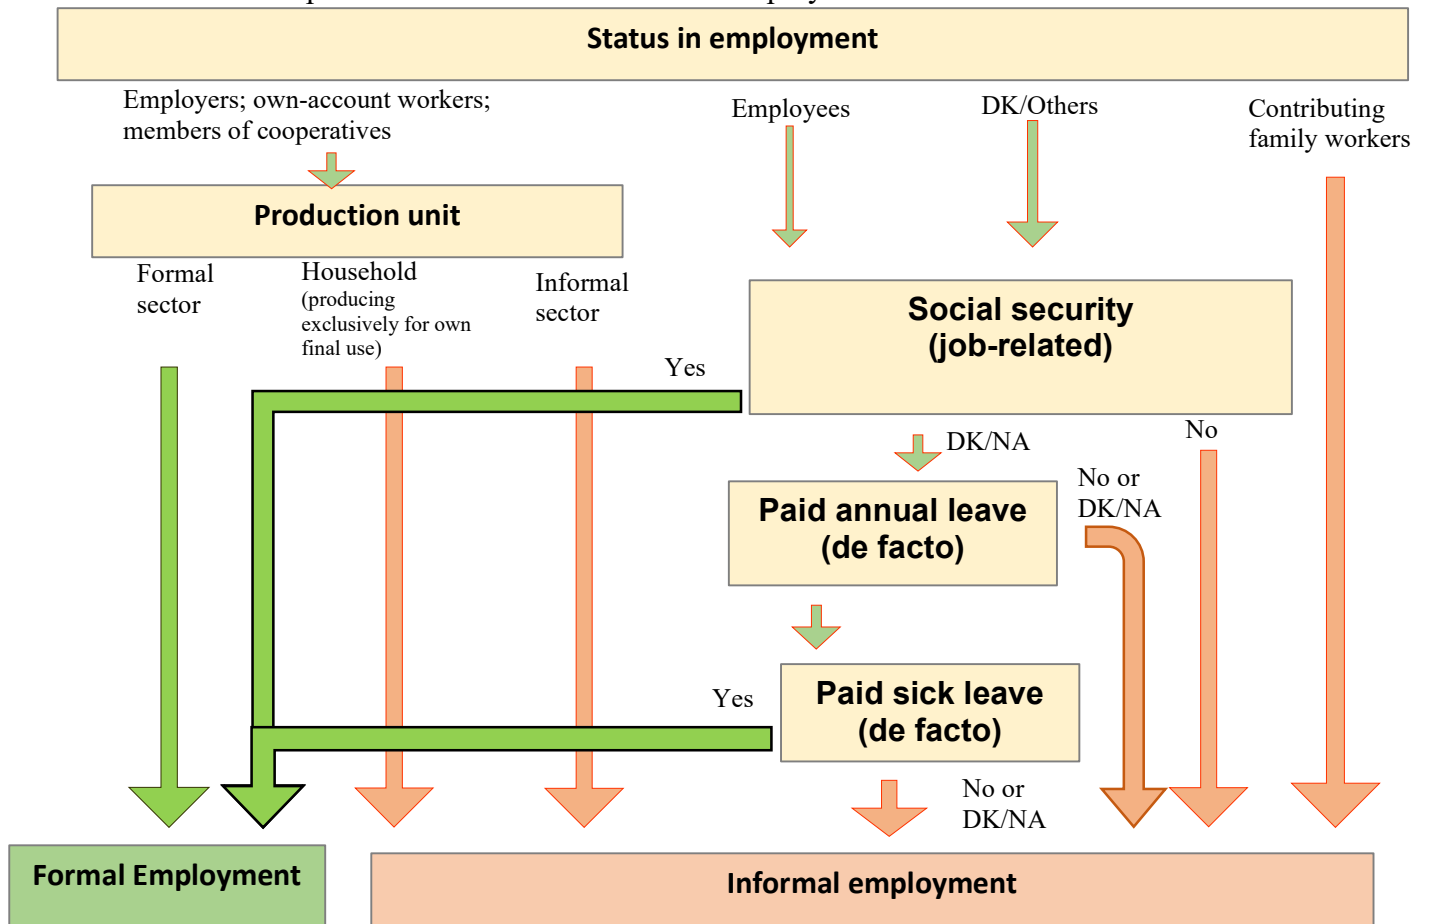 Status in employment
Employers; own-account workers;
members of cooperatives
Employees
DK/Others
Contributing
family workers
Production unit
Formal
sector
Household
(producing
exclusively for own
final use)
Informal
sector
Social security
(job-related)
Yes
DK/NA
No
Paid annual leave
(de facto)
No or
DK/NA
Paid sick leave
(de facto)
Yes
No or
DK/NA
Formal Employment
Informal employment